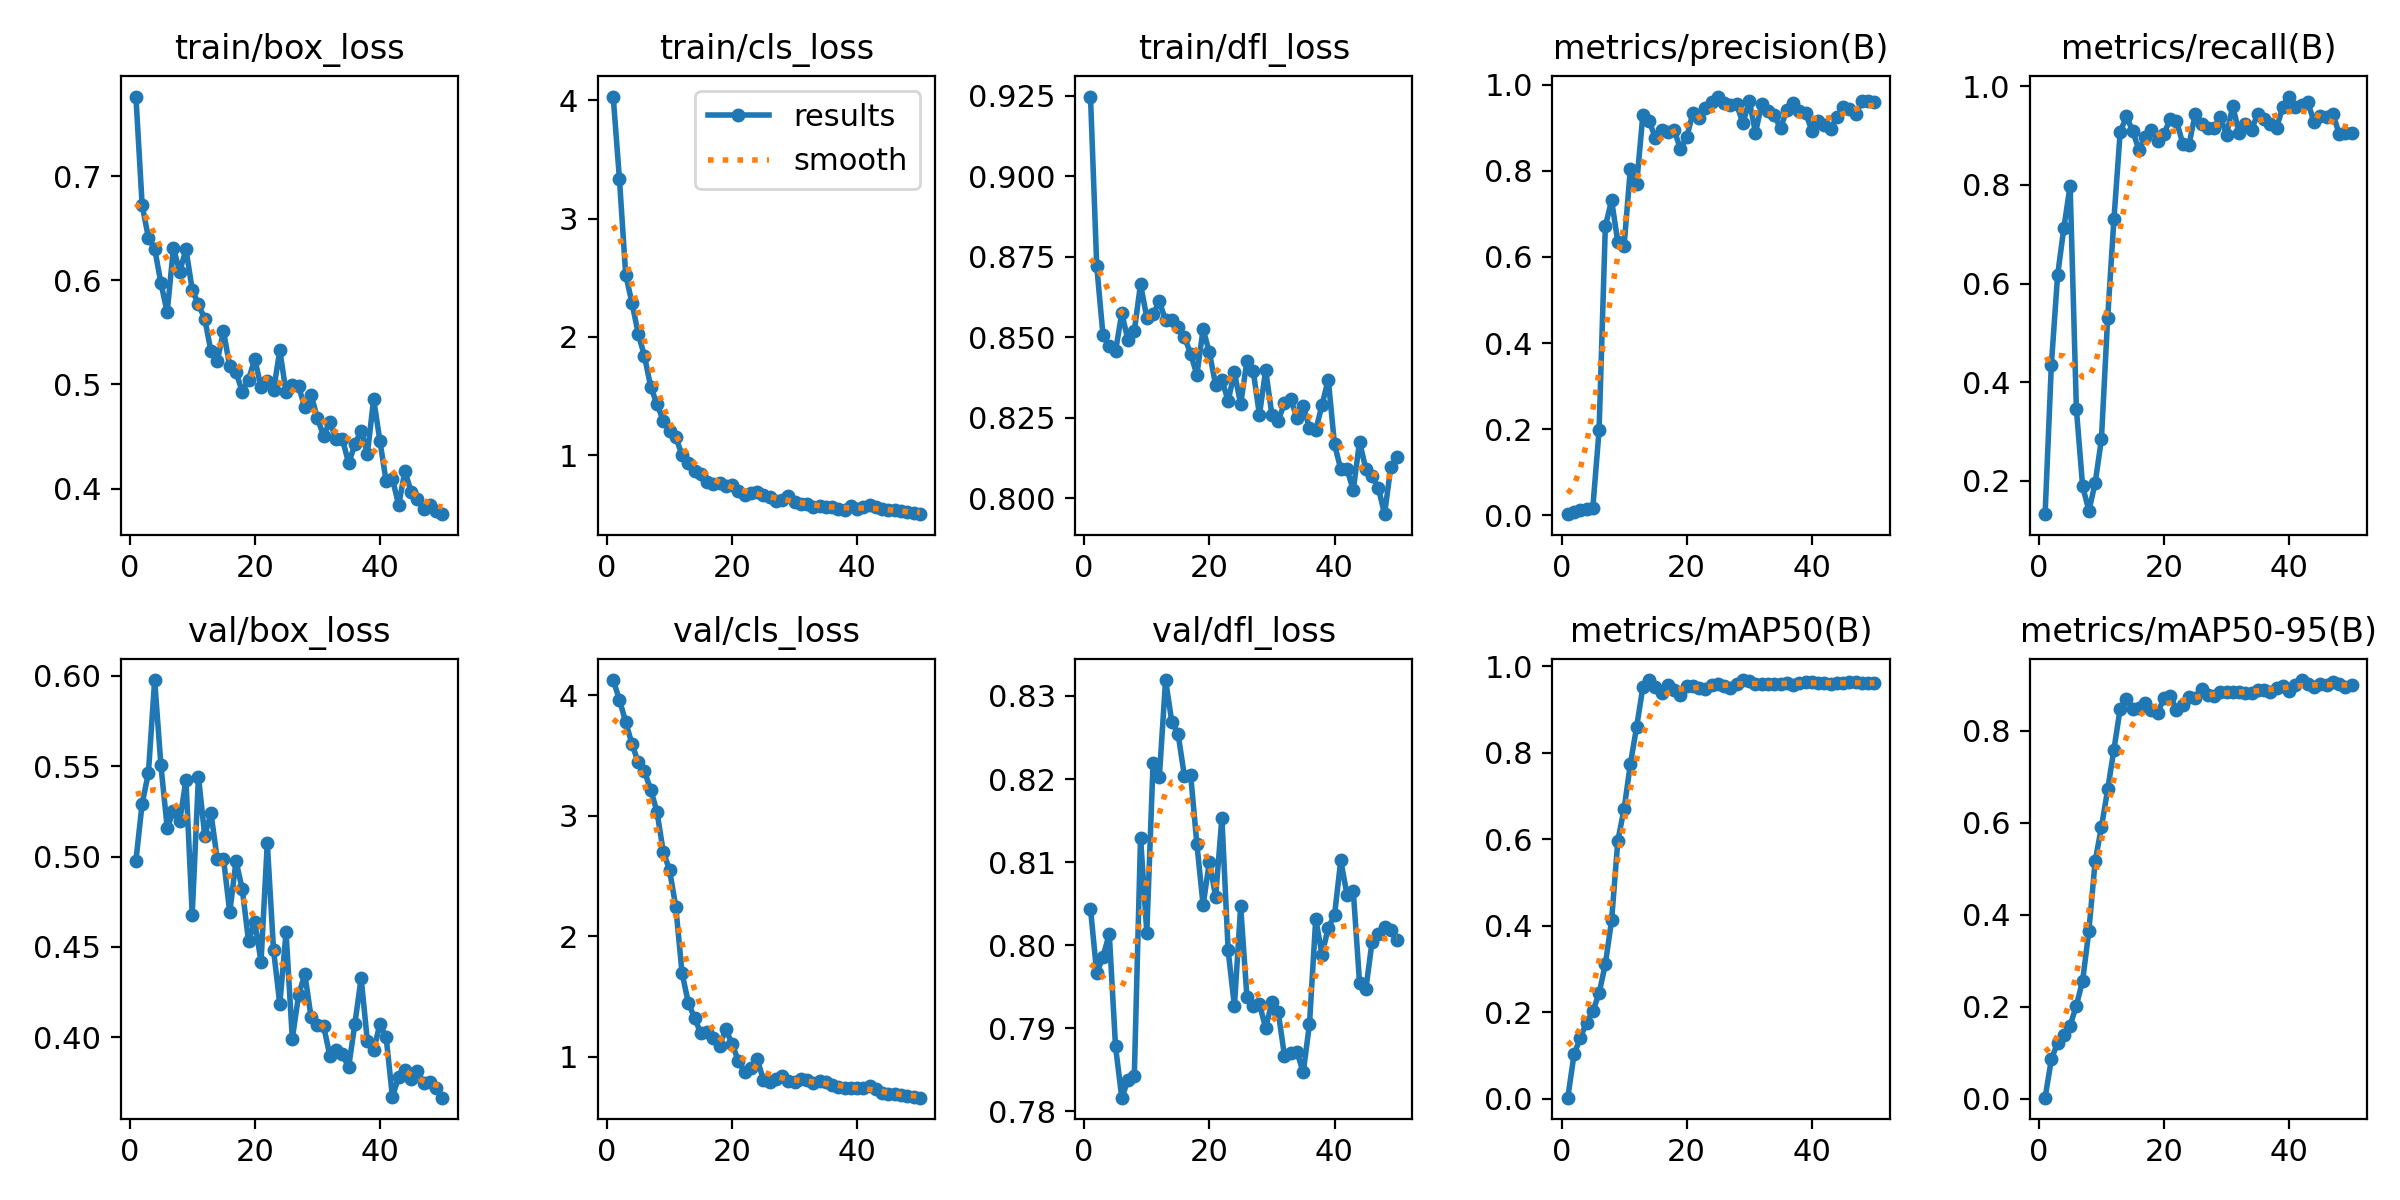 train/box_loss
0.7
0.6
0.5
0.4
0 20 40
train/cls_loss
results
smooth
4
3
2
1
0 20 40
train/dfl_loss
0.925
0.900
0.875
0.850
0.825
0.800
0 20 40
metrics/precision(B)
1.0
0.8
0.6
0.4
0.2
0.0
0 20 40
metrics/recall(B)
1.0
0.8
0.6
0.4
0.2
0 20 40
val/box_loss
0.60
0.55
0.50
0.45
0.40
0 20 40
val/cls_loss
4
3
2
1
0 20 40
val/dfl_loss
0.83
0.82
0.81
0.80
0.79
0.78
0 20 40
metrics/mAP50(B)
1.0
0.8
0.6
0.4
0.2
0.0
0 20 40
metrics/mAP50-95(B)
0.8
0.6
0.4
0.2
0.0
0 20 40